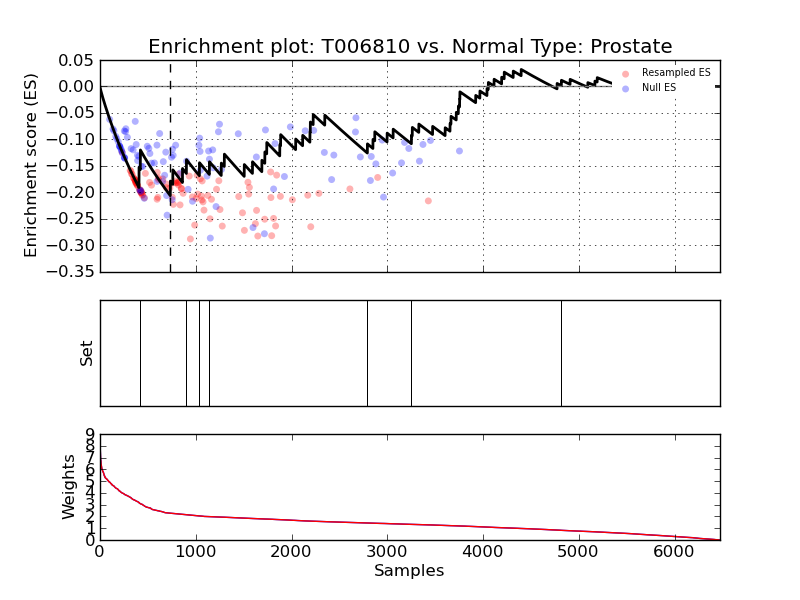 Enrichment plot: T006810 vs. Normal Type: Prostate
Enrichment score (ES)
0.05
0.00
−0.05
−0.10
−0.15
−0.20
−0.25
−0.30
−0.35
Resampled ES
Null ES
Set
Weights
9
8
7
6
5
4
3
2
1
0
0 1000 2000 3000 4000 5000 6000
Samples